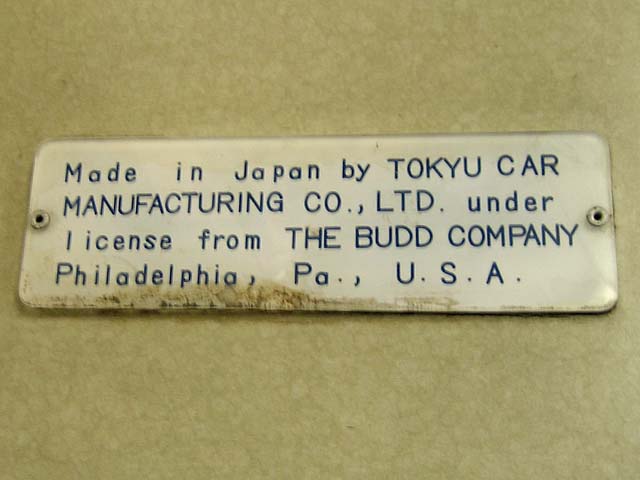 Made in Japan by TOKYU CAR
MANUFACTURING CO., LTD. under
license from THE BUDD COMPANY
Philadelphia, Pa., U.S.A.